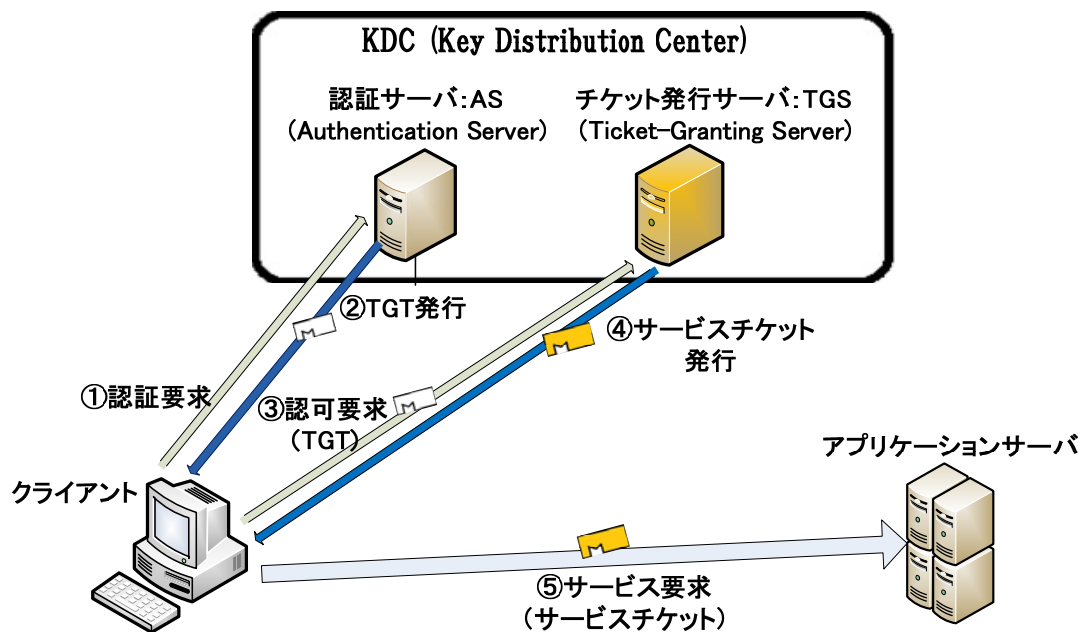 KDC (Key Distribution Center)
認証サーバ:AS
(Authentication Server)
チケット発行サーバ:TGS
(Ticket-Granting Server)
②TGT発行
④サービスチケット
発行
①認証要求
③認可要求
(TGT)
アプリケーションサーバ
クライアント
⑤サービス要求
(サービスチケット)